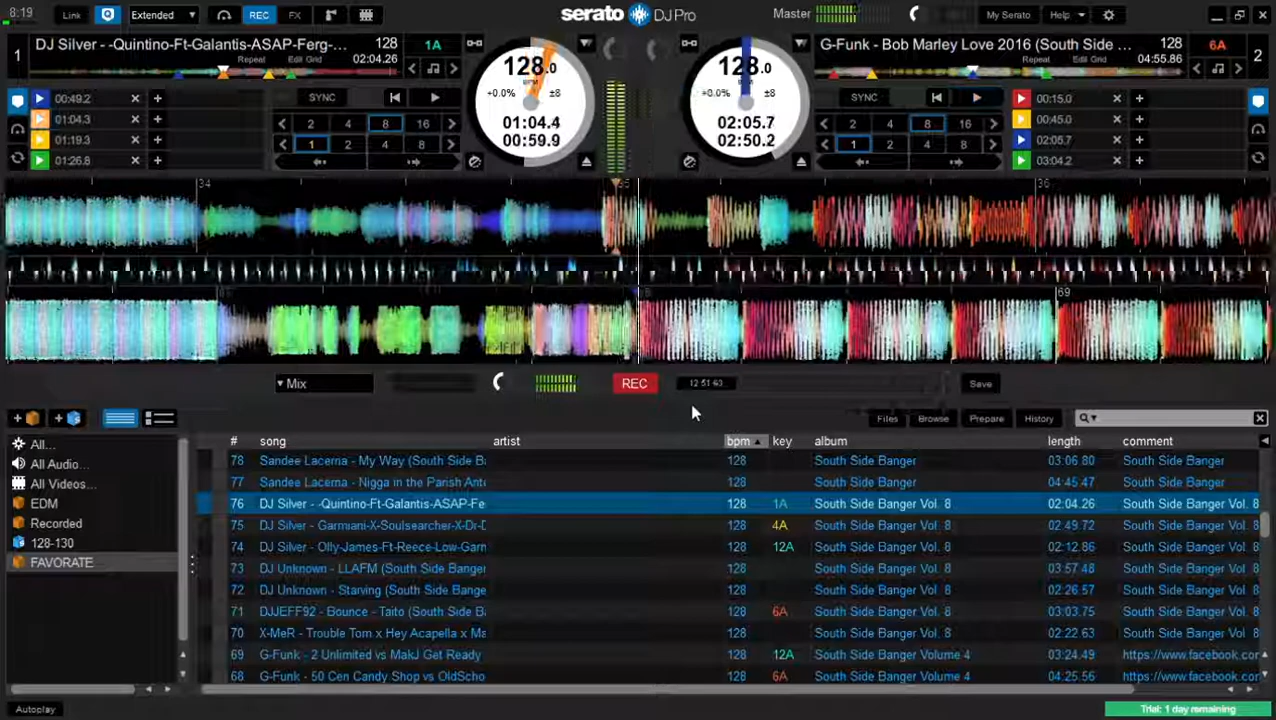 8:19 Link Extended REC FX serato DJ Pro Master My Serato Help
1 DJ Silver - -Quintino-Ft-Galantis-ASAP-Ferg-... 128 1A
Repeat Edit Grid 02:04.26
128.0
BPM
+0.0% ±8
01:04.4
00:59.9
00:49.2
01:04.3
01:26.8
SYNC
2 4 8 16
1 2 4 8
128.0
BPM
+0.0% ±8
02:05.7
02:50.2
G-Funk - Bob Marley Love 2016 (South Side ... 128 6A 2
Repeat Edit Grid 04:55.86
SYNC
2 4 8 16
1 2 4 8
00:15.0
00:45.0
02:05.7
03:04.2
34 36
69
Mix REC 12 51 63 Save
Files Browse Prepare History
All...
All Audio...
All Videos...
EDM
Recorded
128-130
FAVORATE
# song artist bpm key album length comment
78 Sandee Lacerna - My Way (South Side Ba 128 South Side Banger 03:06.80 South Side Banger
77 Sandee Lacerna - Nigga in the Parish Ante 128 South Side Banger 04:45.47 South Side Banger
76 DJ Silver - -Quintino-Ft-Galantis-ASAP-Fe 128 1A South Side Banger Vol. 8 02:04.26 South Side Banger Vol. 8
75 DJ Silver - Garmiani-X-Soulsearcher-X-Dr-D 128 4A South Side Banger Vol. 8 02:49.72 South Side Banger Vol. 8
74 DJ Silver - Olly-James-Ft-Reece-Low-Garn 128 12A South Side Banger Vol. 8 02:12.86 South Side Banger Vol. 8
73 DJ Unknown - LLAFM (South Side Banger 128 South Side Banger Vol. 8 03:57.48 South Side Banger Vol. 8
72 DJ Unknown - Starving (South Side Banger 128 South Side Banger Vol. 8 02:26.57 South Side Banger Vol. 8
71 DJJEFF92 - Bounce - Taito (South Side Ba 128 6A South Side Banger Vol. 8 03:03.75 South Side Banger Vol. 8
70 X-MeR - Trouble Tom x Hey Acapella x Ma 128 South Side Banger Vol. 8 02:22.63 South Side Banger Vol. 8
69 G-Funk - 2 Unlimited vs MakJ Get Ready 128 12A South Side Banger Volume 4 03:24.49 https://www.facebook.cor
68 G-Funk - 50 Cen Candy Shop vs OldScho 128 6A South Side Banger Volume 4 04:25.56 https://www.facebook.cor
Autoplay Trial: 1 day remaining